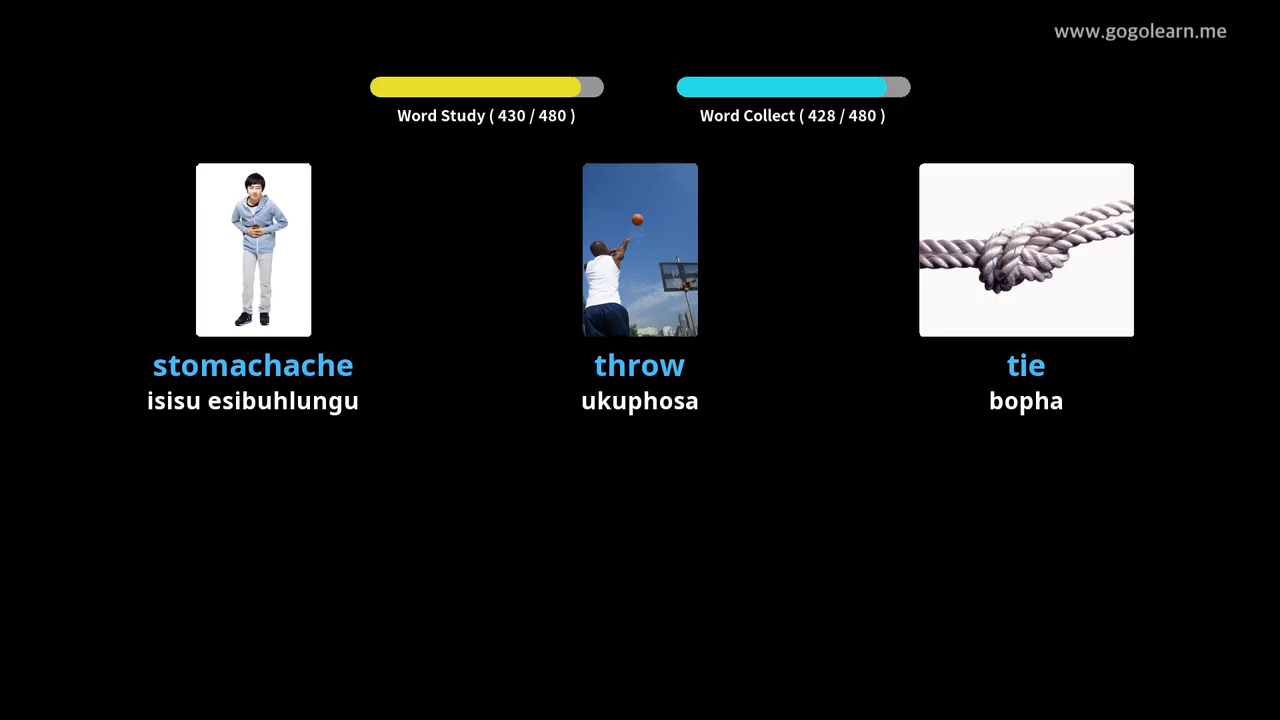 www.gogolearn.me
Word Study ( 430 / 480 )
Word Collect ( 428 / 480 )
stomachache
isisu esibuhlungu
throw
ukuphosa
tie
bopha